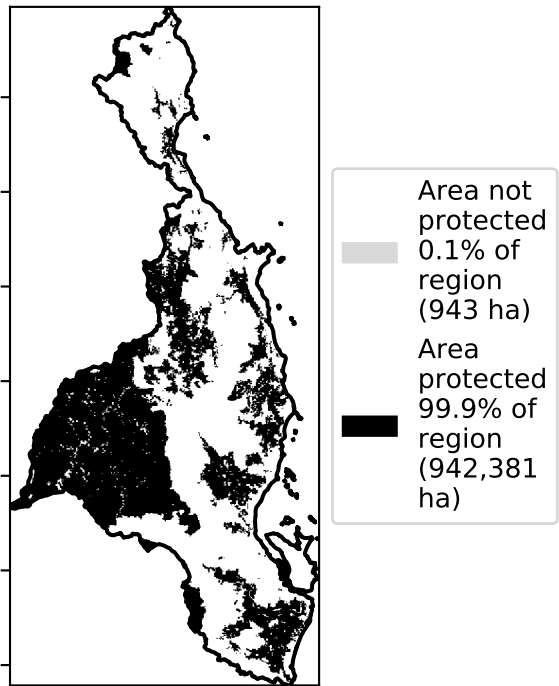 Area not
protected
0.1% of
region
(943 ha)
Area
protected
99.9% of
region
(942,381
ha)